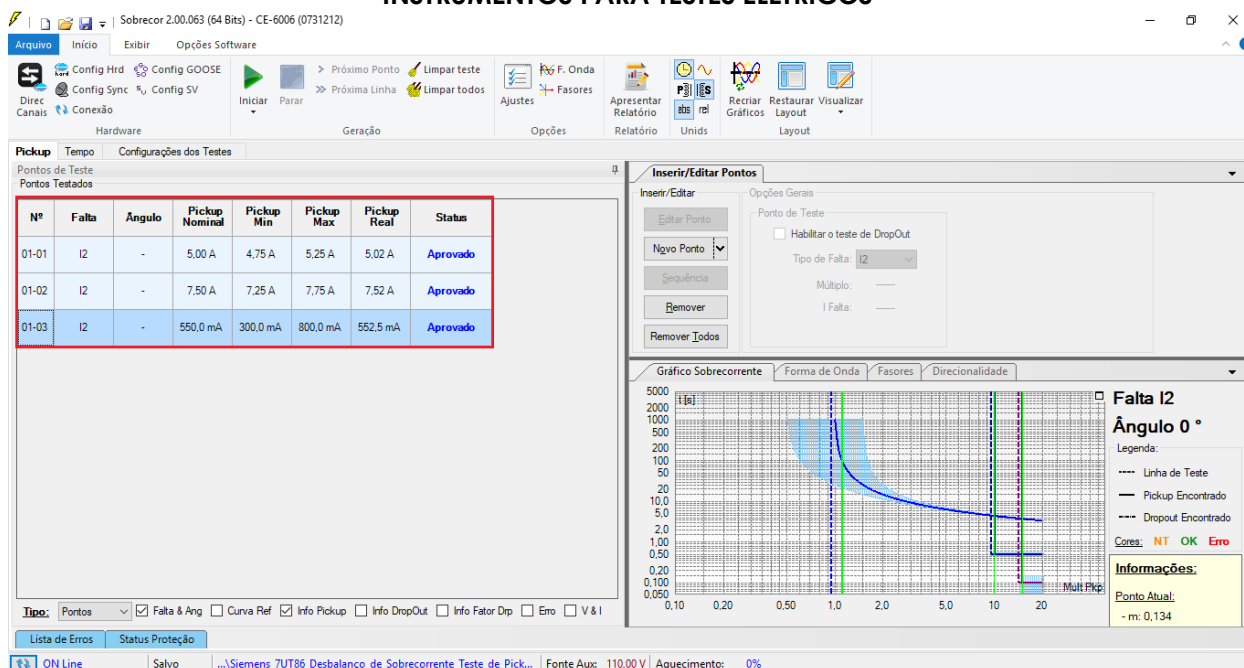 INSTRUMENTOS PARA TESTES ELÉTRICOS
Sobrecor 2.00.063 (64 Bits) - CE-6006 (0731212)
Arquivo Início Exibir Opções Software
Direc Canais
Config Hrd Config GOOSE
Config Sync Config SV
Conexão
Hardware
Iniciar Parar
Próximo Ponto Limpar teste
Próxima Linha Limpar todos
Geração
Ajustes
F. Onda
Fasores
Opções
Apresentar Relatório
Relatório
abs rel
Unids
Recriar Gráficos
Restaurar Layout
Visualizar
Layout
Pickup Tempo Configurações dos Testes
Pontos de Teste
Pontos Testados
Nº Falta Ângulo Pickup Nominal Pickup Min Pickup Max Pickup Real Status
01-01 I2 - 5,00 A 4,75 A 5,25 A 5,02 A Aprovado
01-02 I2 - 7,50 A 7,25 A 7,75 A 7,52 A Aprovado
01-03 I2 - 550,0 mA 300,0 mA 800,0 mA 552,5 mA Aprovado
Tipo: Pontos Falta & Ang Curva Ref Info Pickup Info DropOut Info Fator Drp Erro V & I
Inserir/Editar Pontos
Inserir/Editar
Editar Ponto
Novo Ponto
Sequência
Remover
Remover Todos
Opções Gerais
Ponto de Teste
Habilitar o teste de DropOut
Tipo de Falta: I2
Múltiplo: -----
I Falta: -----
Gráfico Sobrecorrente Forma de Onda Fasores Direcionalidade
t [s]
5000
2000
1000
500
200
100
50
20
10,0
5,0
2,0
1,00
0,50
0,20
0,100
0,050
Mult Pkp
0,10 0,20 0,50 1,0 2,0 5,0 10 20
Falta I2
Ângulo 0 °
Legenda:
Linha de Teste
Pickup Encontrado
Dropout Encontrado
Cores: NT OK Erro
Informações:
Ponto Atual:
- m: 0,134
Lista de Erros Status Proteção
ON Line Salvo ...\Siemens 7UT86 Desbalanço de Sobrecorrente Teste de Pick... Fonte Aux: 110.00 V Aquecimento: 0%